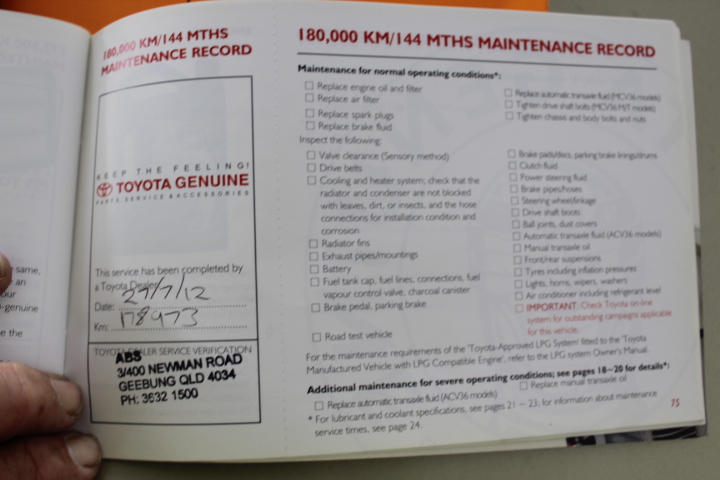 180,000 KM/144 MTHS
MAINTENANCE RECORD
KEEP THE FEELING!
TOYOTA GENUINE
PARTS, SERVICE & ACCESSORIES
This service has been completed by
a Toyota Dealer
Date: 27/7/12
Km: 178973
TOYOTA DEALER SERVICE VERIFICATION
ABS
3/400 NEWMAN ROAD
GEEBUNG QLD 4034
PH: 3632 1500
same,
an
our
-genuine
e the
180,000 KM/144 MTHS MAINTENANCE RECORD
Maintenance for normal operating conditions*:
Replace engine oil and filter
Replace air filter
Replace spark plugs
Replace brake fluid
Replace automatic transaxle fluid (MCV36 models)
Tighten drive shaft bolts (MCV36 M/T models)
Tighten chassis and body bolts and nuts
Inspect the following:
Valve clearance (Sensory method)
Drive belts
Cooling and heater system; check that the
radiator and condenser are not blocked
with leaves, dirt, or insects, and the hose
connections for installation condition and
corrosion
Radiator fins
Exhaust pipes/mountings
Battery
Fuel tank cap, fuel lines, connections, fuel
vapour control valve, charcoal canister
Brake pedal, parking brake
Road test vehicle
Brake pads/discs, parking brake linings/drums
Clutch fluid
Power steering fluid
Brake pipes/hoses
Steering wheel/linkage
Drive shaft boots
Ball joints, dust covers
Automatic transaxle fluid (ACV36 models)
Manual transaxle oil
Front/rear suspensions
Tyres including inflation pressures
Lights, horns, wipers, washers
Air conditioner including refrigerant level
IMPORTANT: Check Toyota on-line
system for outstanding campaigns applicable
for this vehicle.
For the maintenance requirements of the 'Toyota-Approved LPG System' fitted to the 'Toyota
Manufactured Vehicle with LPG Compatible Engine', refer to the LPG system Owner's Manual.
Additional maintenance for severe operating conditions; see pages 18–20 for details*:
Replace automatic transaxle fluid (ACV36 models)
Replace manual transaxle oil
* For lubricant and coolant specifications, see pages 21 – 23; for information about maintenance
service times, see page 24.
75